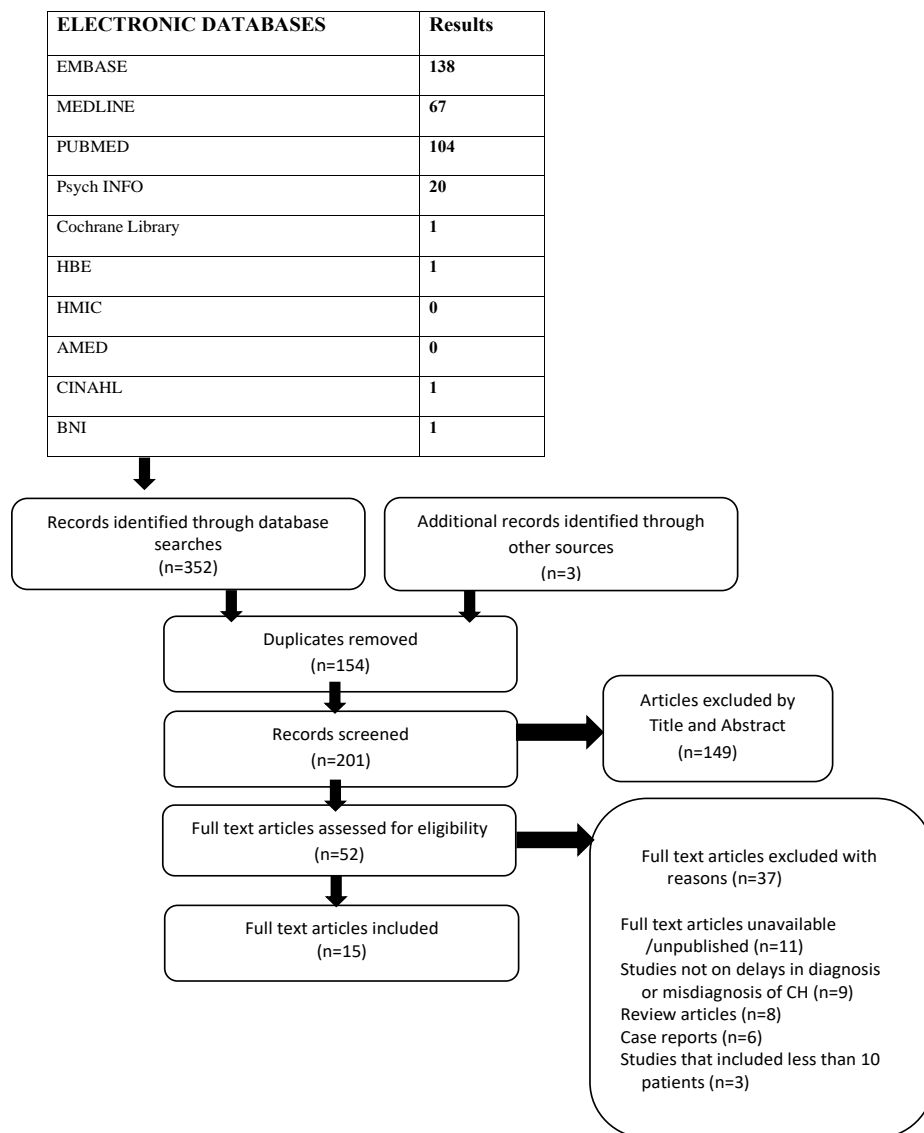 ELECTRONIC DATABASES Results
EMBASE 138
MEDLINE 67
PUBMED 104
Psych INFO 20
Cochrane Library 1
HBE 1
HMIC 0
AMED 0
CINAHL 1
BNI 1
Records identified through database
searches
(n=352)
Additional records identified through
other sources
(n=3)
Duplicates removed
(n=154)
Records screened
(n=201)
Articles excluded by
Title and Abstract
(n=149)
Full text articles assessed for eligibility
(n=52)
Full text articles excluded with
reasons (n=37)
Full text articles unavailable
/unpublished (n=11)
Studies not on delays in diagnosis
or misdiagnosis of CH (n=9)
Review articles (n=8)
Case reports (n=6)
Studies that included less than 10
patients (n=3)
Full text articles included
(n=15)